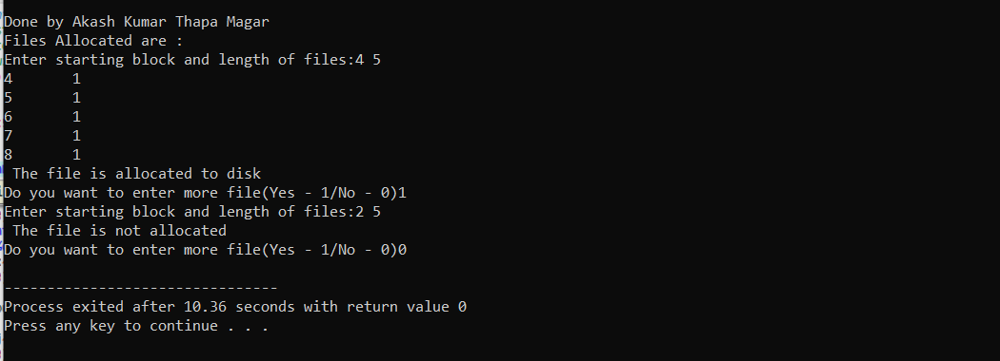 Done by Akash Kumar Thapa Magar
Files Allocated are :
Enter starting block and length of files:4 5
4       1
5       1
6       1
7       1
8       1
 The file is allocated to disk
Do you want to enter more file(Yes - 1/No - 0)1
Enter starting block and length of files:2 5
 The file is not allocated
Do you want to enter more file(Yes - 1/No - 0)0

--------------------------------
Process exited after 10.36 seconds with return value 0
Press any key to continue . . .